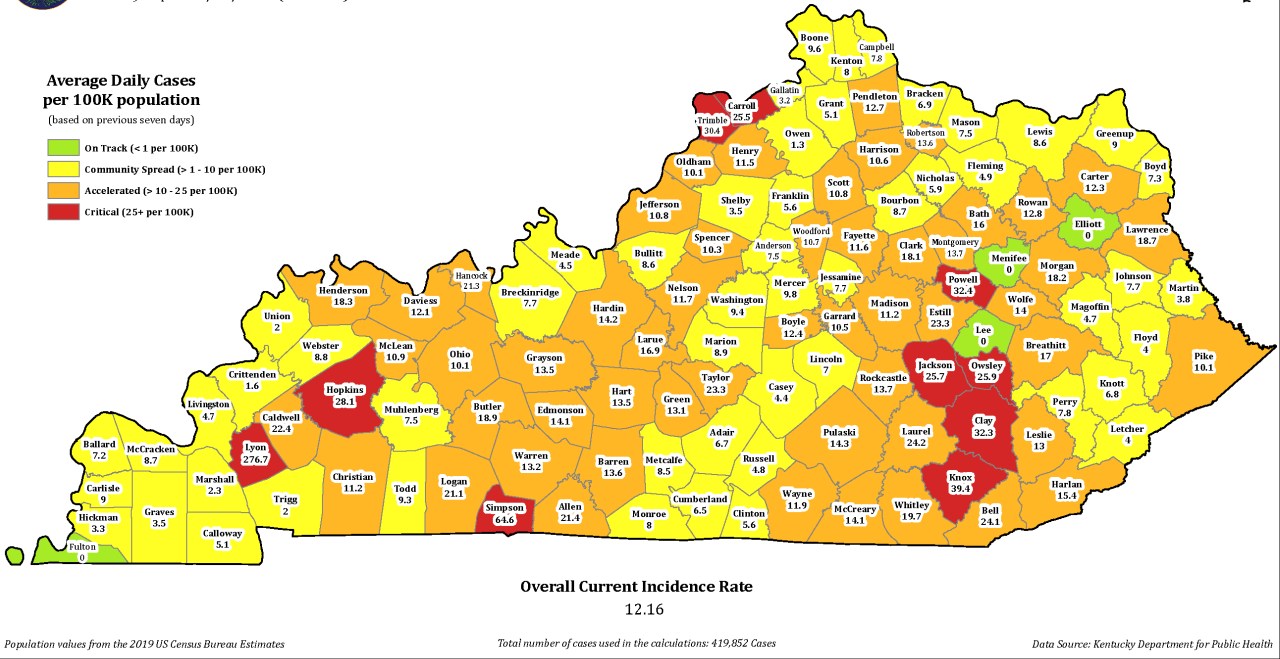 Average Daily Cases
per 100K population
(based on previous seven days)
On Track (< 1 per 100K)
Community Spread (> 1 - 10 per 100K)
Accelerated (> 10 - 25 per 100K)
Critical (25+ per 100K)
Boone
9.6
Kenton
8
Campbell
7.8
Gallatin
3.2
Carroll
25.5
Trimble
30.4
Grant
5.1
Pendleton
12.7
Bracken
6.9
Mason
7.5
Robertson
13.6
Lewis
8.6
Greenup
9
Boyd
7.3
Owen
1.3
Henry
11.5
Oldham
10.1
Harrison
10.6
Fleming
4.9
Nicholas
5.9
Carter
12.3
Rowan
12.8
Elliott
0
Lawrence
18.7
Jefferson
10.8
Shelby
3.5
Franklin
5.6
Scott
10.8
Bourbon
8.7
Bath
16
Spencer
10.3
Anderson
7.5
Woodford
10.7
Fayette
11.6
Clark
18.1
Montgomery
13.7
Menifee
0
Morgan
18.2
Johnson
7.7
Martin
3.8
Bullitt
8.6
Meade
4.5
Hancock
21.3
Breckinridge
7.7
Henderson
18.3
Daviess
12.1
Union
2
Nelson
11.7
Washington
9.4
Mercer
9.8
Jessamine
7.7
Powell
32.4
Wolfe
14
Magoffin
4.7
Hardin
14.2
Madison
11.2
Estill
23.3
Garrard
10.5
Boyle
12.4
Lee
0
Breathitt
17
Floyd
4
Pike
10.1
Webster
8.8
McLean
10.9
Ohio
10.1
Grayson
13.5
Larue
16.9
Marion
8.9
Lincoln
7
Crittenden
1.6
Hopkins
28.1
Taylor
23.3
Casey
4.4
Rockcastle
13.7
Jackson
25.7
Owsley
25.9
Knott
6.8
Perry
7.8
Livingston
4.7
Caldwell
22.4
Muhlenberg
7.5
Butler
18.9
Edmonson
14.1
Hart
13.5
Green
13.1
Adair
6.7
Pulaski
14.3
Laurel
24.2
Clay
32.3
Leslie
13
Letcher
4
Ballard
7.2
McCracken
8.7
Lyon
276.7
Warren
13.2
Barren
13.6
Metcalfe
8.5
Russell
4.8
Knox
39.4
Harlan
15.4
Carlisle
9
Marshall
2.3
Trigg
2
Christian
11.2
Todd
9.3
Logan
21.1
Simpson
64.6
Allen
21.4
Monroe
8
Cumberland
6.5
Clinton
5.6
Wayne
11.9
McCreary
14.1
Whitley
19.7
Bell
24.1
Hickman
3.3
Graves
3.5
Calloway
5.1
Fulton
0
Overall Current Incidence Rate
12.16
Population values from the 2019 US Census Bureau Estimates
Total number of cases used in the calculations: 419,852 Cases
Data Source: Kentucky Department for Public Health